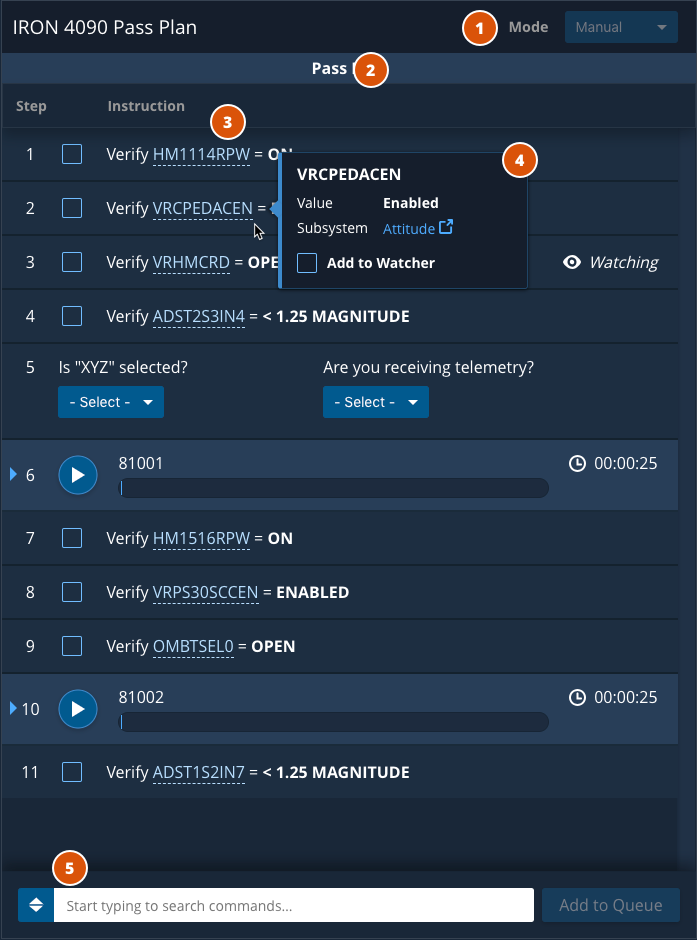 IRON 4090 Pass Plan
1 Mode Manual
Pass 2
Step Instruction
3
1 Verify HM1114RPW = ON
4
VRCPEDACEN
Value Enabled
2 Verify VRCPEDACEN =
Subsystem Attitude
Add to Watcher
3 Verify VRHMCRD = OPE
Watching
4 Verify ADST2S3IN4 = < 1.25 MAGNITUDE
5 Is "XYZ" selected? Are you receiving telemetry?
- Select - - Select -
6 81001 00:00:25
7 Verify HM1516RPW = ON
8 Verify VRPS30SCCEN = ENABLED
9 Verify OMBTSEL0 = OPEN
10 81002 00:00:25
11 Verify ADST1S2IN7 = < 1.25 MAGNITUDE
5
Start typing to search commands... Add to Queue